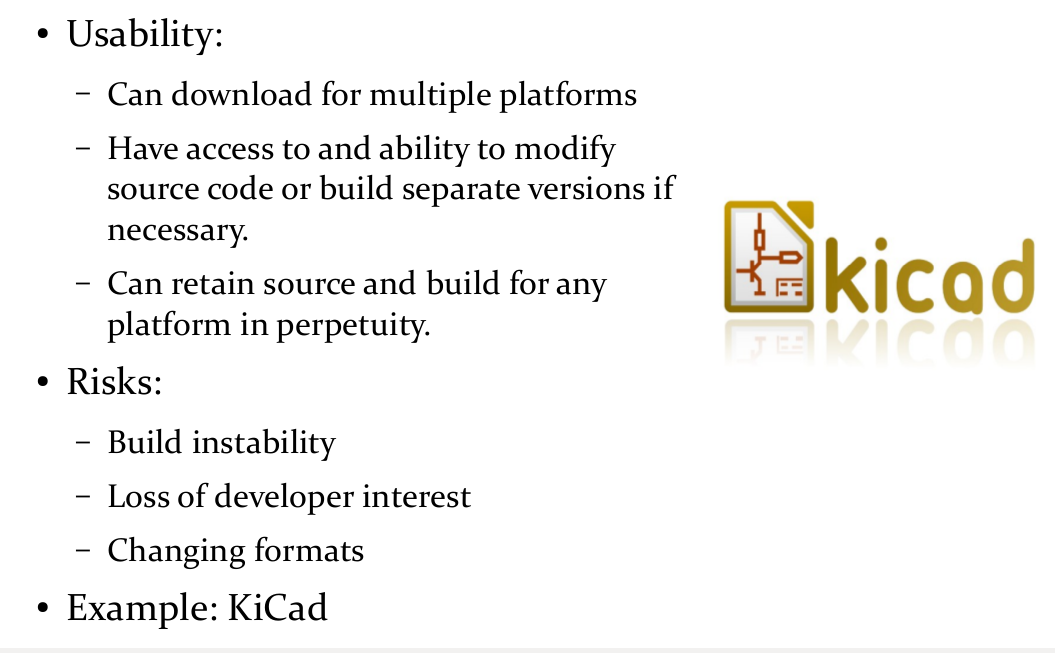 • Usability:
– Can download for multiple platforms
– Have access to and ability to modify
source code or build separate versions if
necessary.
– Can retain source and build for any
platform in perpetuity.
kicad
• Risks:
– Build instability
– Loss of developer interest
– Changing formats
• Example: KiCad